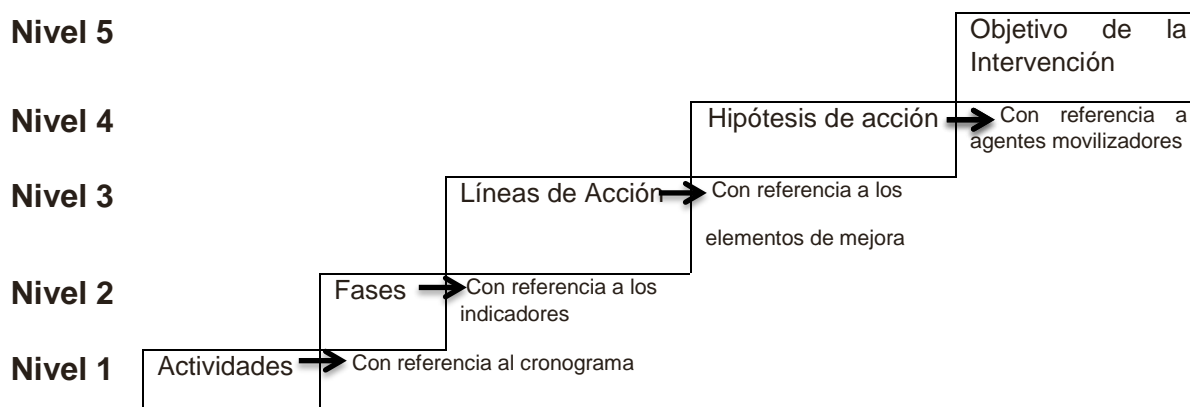 Nivel 5
Objetivo de la
Intervención
Nivel 4
Hipótesis de acción
Con referencia a
agentes movilizadores
Nivel 3
Líneas de Acción
Con referencia a los
elementos de mejora
Nivel 2
Fases
Con referencia a los
indicadores
Nivel 1
Actividades
Con referencia al cronograma